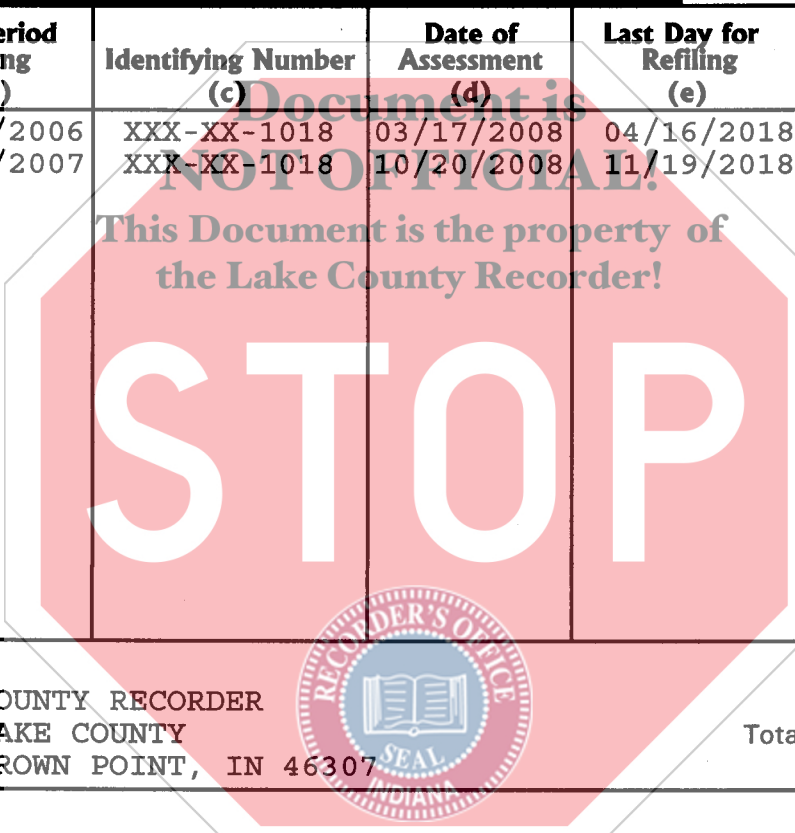 eriod
ng
)
Identifying Number
(c)
Date of
Assessment
(d)
Last Day for
Refiling
(e)
/2006 XXX-XX-1018 03/17/2008 04/16/2018
/2007 XXX-XX-1018 10/20/2008 11/19/2018
Document is
NOT OFFICIAL!
This Document is the property of
the Lake County Recorder!
STOP
OUNTY RECORDER
AKE COUNTY
ROWN POINT, IN 46307
Tota
RECORDER'S OFFICE
SEAL
INDIANA